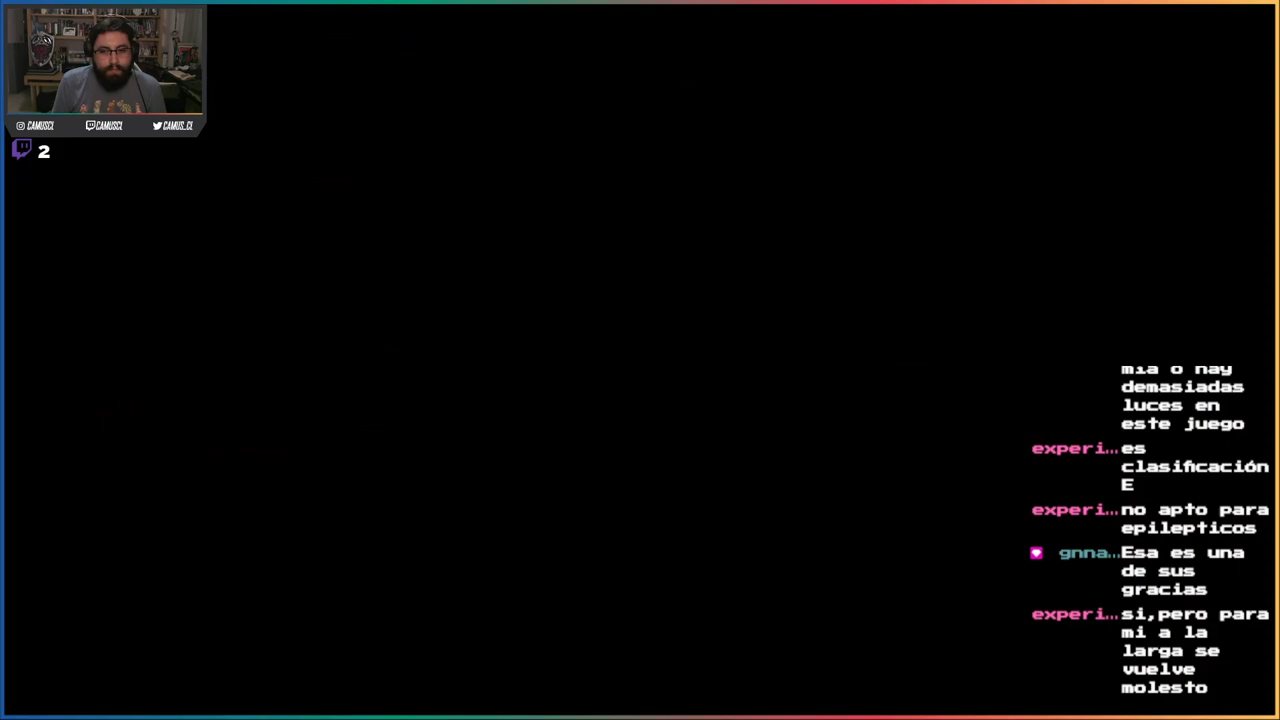 CAMUSCL CAMUSCL CAMUS_CL
2
mia o hay
demasiadas
luces en
este juego
experi...es
clasificación
E
experi...no apto para
epilepticos
gnna...Esa es una
de sus
gracias
experi...si,pero para
mi a la
larga se
vuelve
molesto